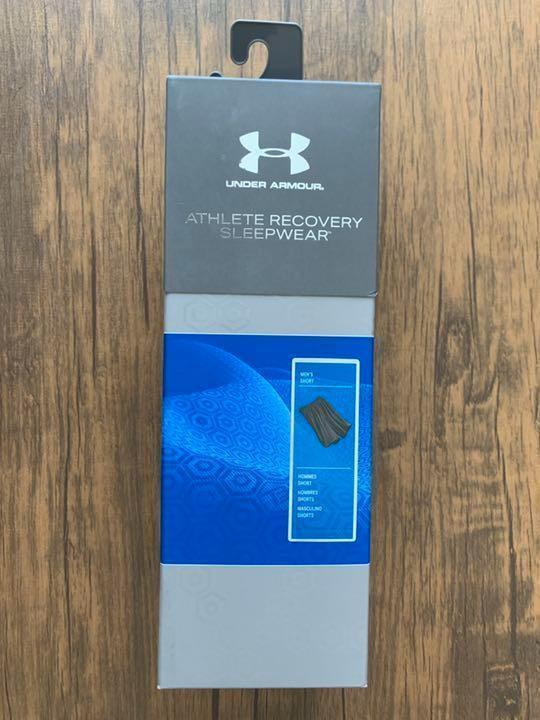 UNDER ARMOUR.
ATHLETE RECOVERY
SLEEPWEAR™
MEN'S
SHORT
HOMMES
SHORT
HOMBRES
SHORTS
MASCULINO
SHORTS